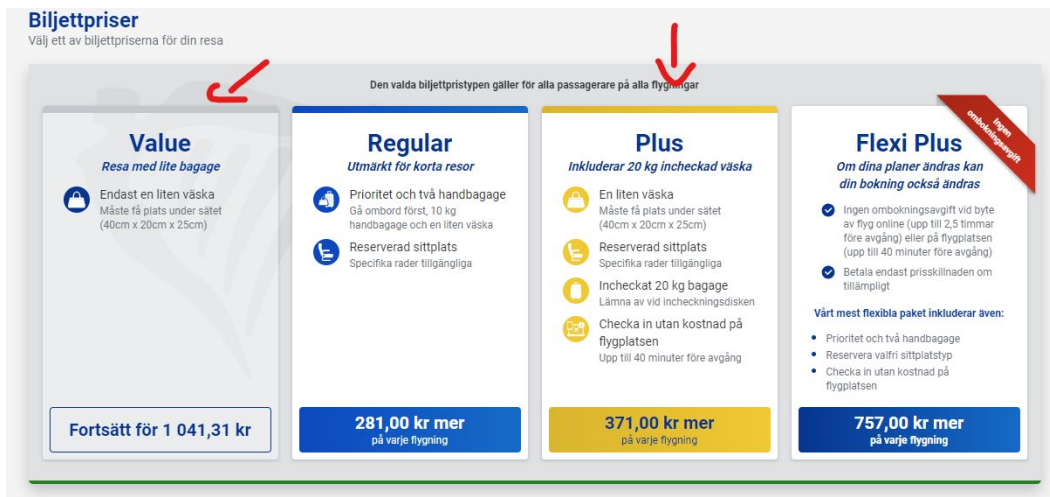 Biljettpriser
Välj ett av biljettpriserna för din resa
Den valda biljettpristypen gäller för alla passagerare på alla flygningar
Value
Resa med lite bagage
Endast en liten väska
Måste få plats under sätet
(40cm x 20cm x 25cm)
Fortsätt för 1 041,31 kr
Regular
Utmärkt för korta resor
Prioritet och två handbagage
Gå ombord först, 10 kg
handbagage och en liten väska
Reserverad sittplats
Specifika rader tillgängliga
281,00 kr mer
på varje flygning
Plus
Inkluderar 20 kg incheckad väska
En liten väska
Måste få plats under sätet
(40cm x 20cm x 25cm)
Reserverad sittplats
Specifika rader tillgängliga
Incheckat 20 kg bagage
Lämna av vid incheckningsdisken
Checka in utan kostnad på
flygplatsen
Upp till 40 minuter före avgång
371,00 kr mer
på varje flygning
Ingen
ombokningsavgift
Flexi Plus
Om dina planer ändras kan
din bokning också ändras
Ingen ombokningsavgift vid byte
av flyg online (upp till 2,5 timmar
före avgång) eller på flygplatsen
(upp till 40 minuter före avgång)
Betala endast prisskillnaden om
tillämpligt
Vårt mest flexibla paket inkluderar även:
Prioritet och två handbagage
Reservera valfri sittplatstyp
Checka in utan kostnad på
flygplatsen
757,00 kr mer
på varje flygning